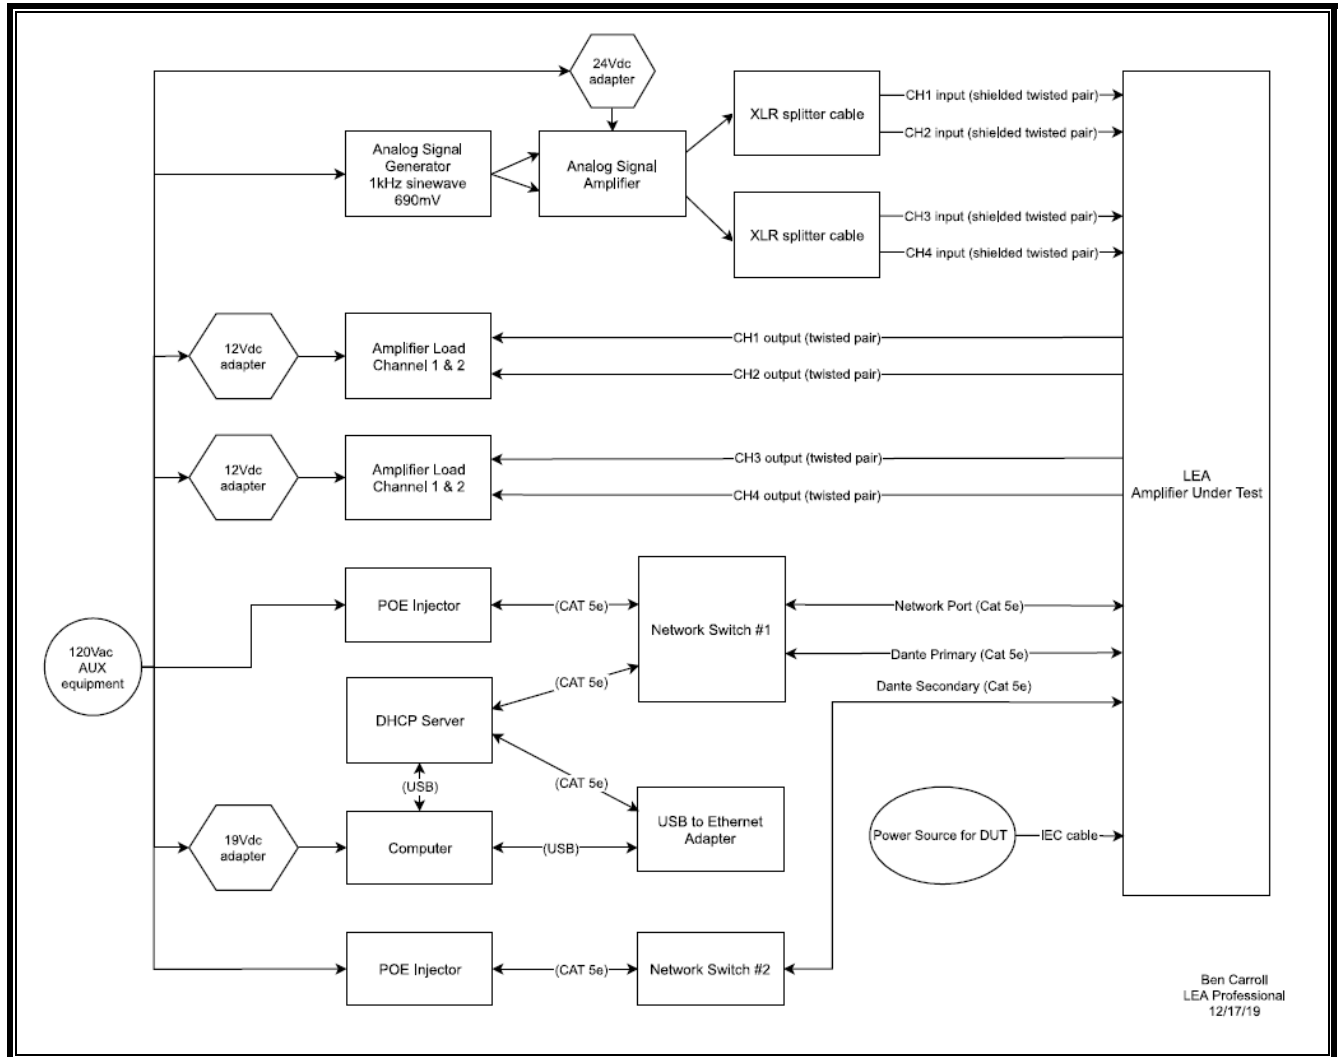 24Vdc
adapter
XLR splitter cable
CH1 input (shielded twisted pair)
CH2 input (shielded twisted pair)
Analog Signal
Generator
1kHz sinewave
690mV
Analog Signal
Amplifier
XLR splitter cable
CH3 input (shielded twisted pair)
CH4 input (shielded twisted pair)
12Vdc
adapter
Amplifier Load
Channel 1 & 2
CH1 output (twisted pair)
CH2 output (twisted pair)
12Vdc
adapter
Amplifier Load
Channel 1 & 2
CH3 output (twisted pair)
CH4 output (twisted pair)
LEA
Amplifier Under Test
POE Injector
(CAT 5e)
Network Switch #1
Network Port (Cat 5e)
Dante Primary (Cat 5e)
Dante Secondary (Cat 5e)
120Vac
AUX
equipment
DHCP Server
(CAT 5e)
(USB)
(CAT 5e)
19Vdc
adapter
Computer
(USB)
USB to Ethernet
Adapter
Power Source for DUT
IEC cable
POE Injector
(CAT 5e)
Network Switch #2
Ben Carroll
LEA Professional
12/17/19